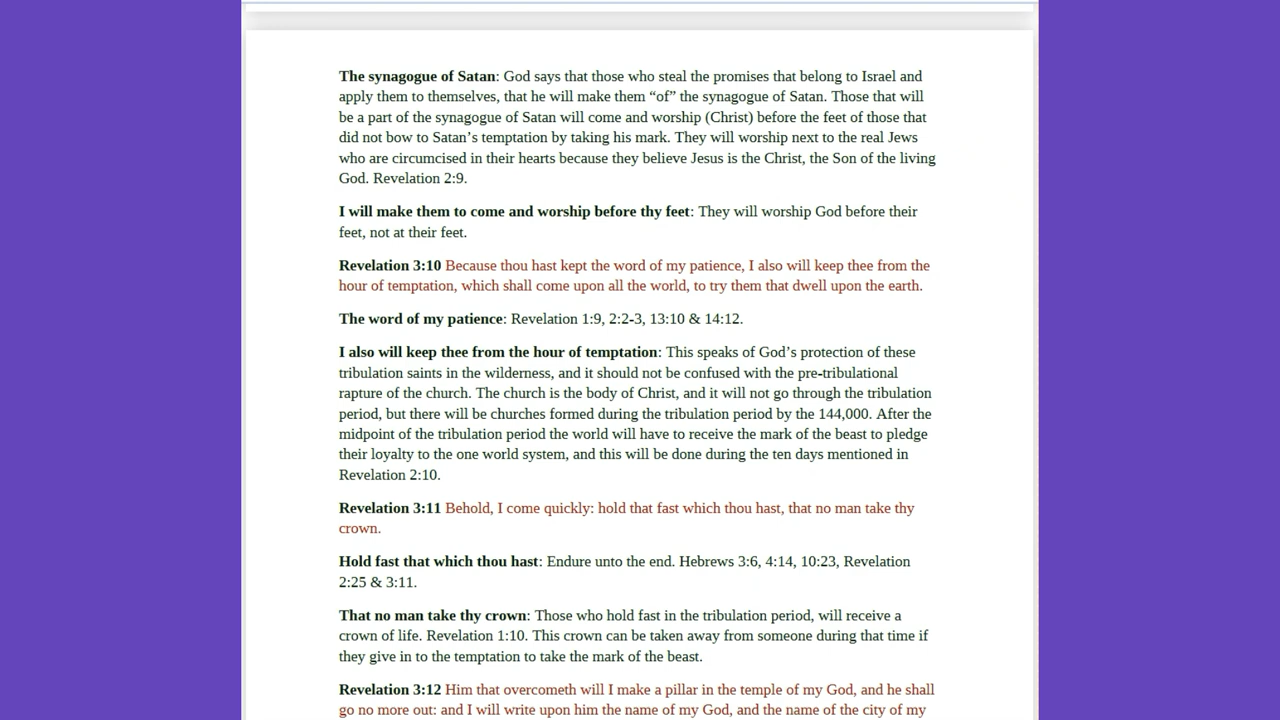 The synagogue of Satan: God says that those who steal the promises that belong to Israel and
apply them to themselves, that he will make them “of” the synagogue of Satan. Those that will
be a part of the synagogue of Satan will come and worship (Christ) before the feet of those that
did not bow to Satan’s temptation by taking his mark. They will worship next to the real Jews
who are circumcised in their hearts because they believe Jesus is the Christ, the Son of the living
God. Revelation 2:9.
I will make them to come and worship before thy feet: They will worship God before their
feet, not at their feet.
Revelation 3:10 Because thou hast kept the word of my patience, I also will keep thee from the
hour of temptation, which shall come upon all the world, to try them that dwell upon the earth.
The word of my patience: Revelation 1:9, 2:2-3, 13:10 & 14:12.
I also will keep thee from the hour of temptation: This speaks of God’s protection of these
tribulation saints in the wilderness, and it should not be confused with the pre-tribulational
rapture of the church. The church is the body of Christ, and it will not go through the tribulation
period, but there will be churches formed during the tribulation period by the 144,000. After the
midpoint of the tribulation period the world will have to receive the mark of the beast to pledge
their loyalty to the one world system, and this will be done during the ten days mentioned in
Revelation 2:10.
Revelation 3:11 Behold, I come quickly: hold that fast which thou hast, that no man take thy
crown.
Hold fast that which thou hast: Endure unto the end. Hebrews 3:6, 4:14, 10:23, Revelation
2:25 & 3:11.
That no man take thy crown: Those who hold fast in the tribulation period, will receive a
crown of life. Revelation 1:10. This crown can be taken away from someone during that time if
they give in to the temptation to take the mark of the beast.
Revelation 3:12 Him that overcometh will I make a pillar in the temple of my God, and he shall
go no more out: and I will write upon him the name of my God, and the name of the city of my